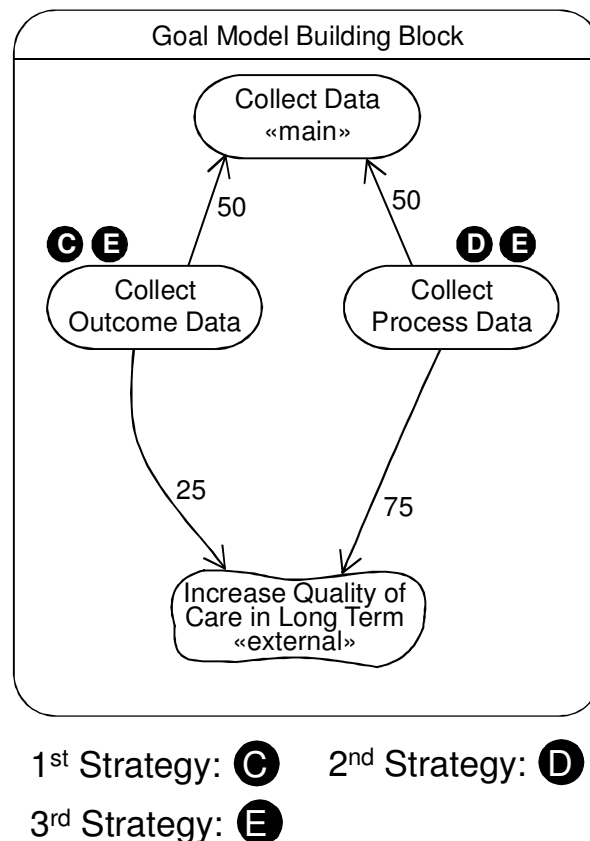 Goal Model Building Block
Collect Data
«main»
50
50
C E
D E
Collect
Outcome Data
Collect
Process Data
25
75
Increase Quality of
Care in Long Term
«external»
1st Strategy: C
2nd Strategy: D
3rd Strategy: E